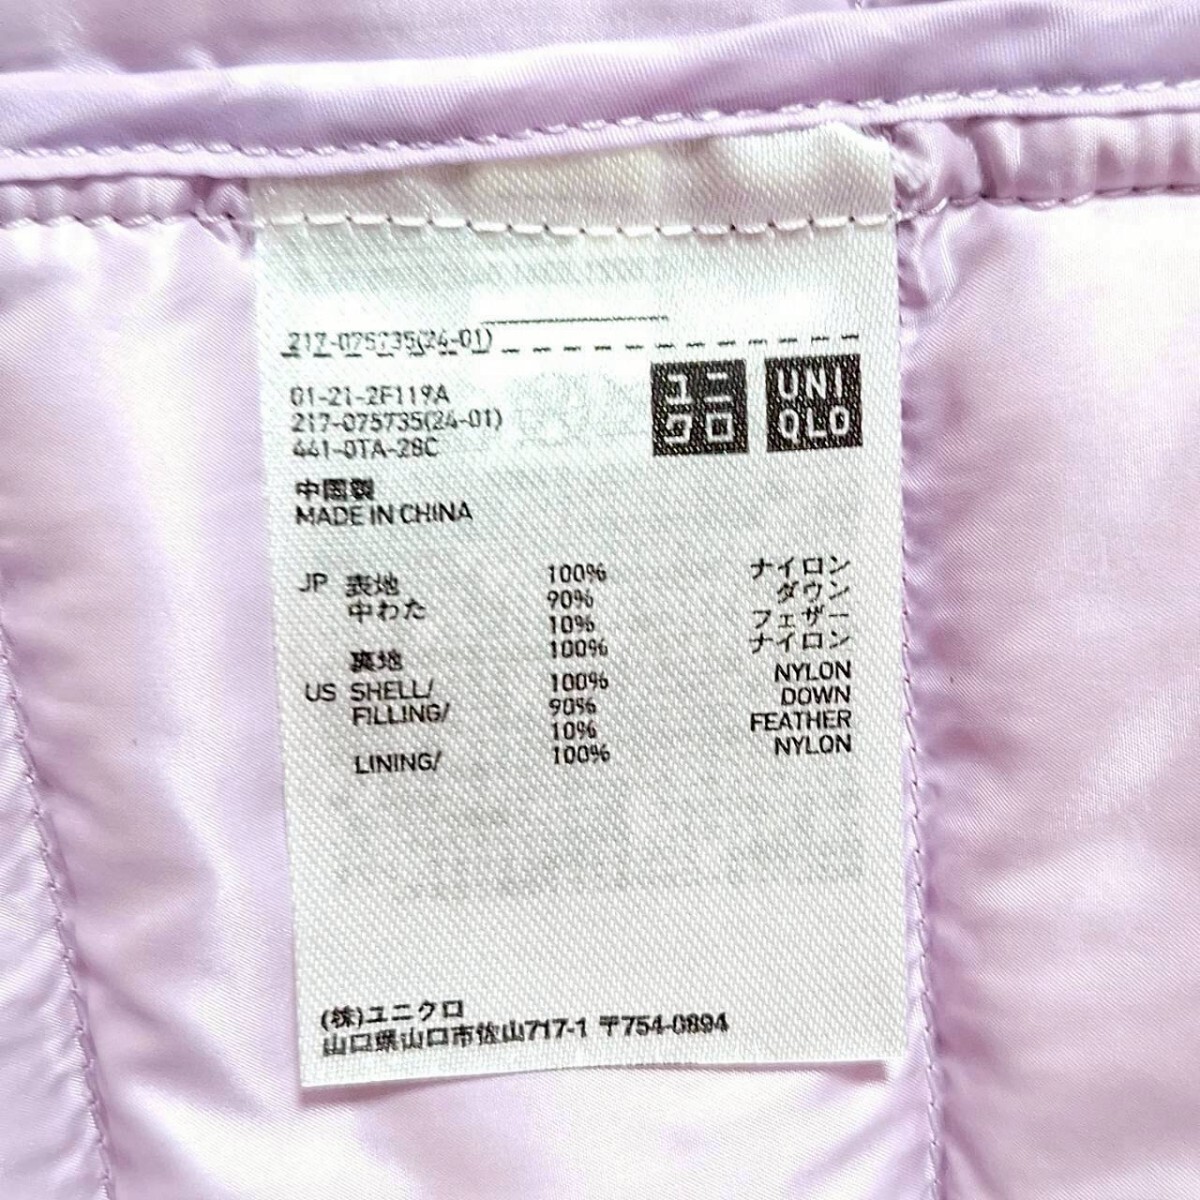 217-075735(24-01)
01-21-2F119A
217-075735(24-01)
441-0TA-28C
ユニ
クロ
UNI
QLO
中国製
MADE IN CHINA
JP 表地 100% ナイロン
中わた 90% ダウン
10% フェザー
裏地 100% ナイロン
US SHELL/ 100% NYLON
FILLING/ 90% DOWN
10% FEATHER
LINING/ 100% NYLON
(株)ユニクロ
山口県山口市佐山717-1 〒754-0894